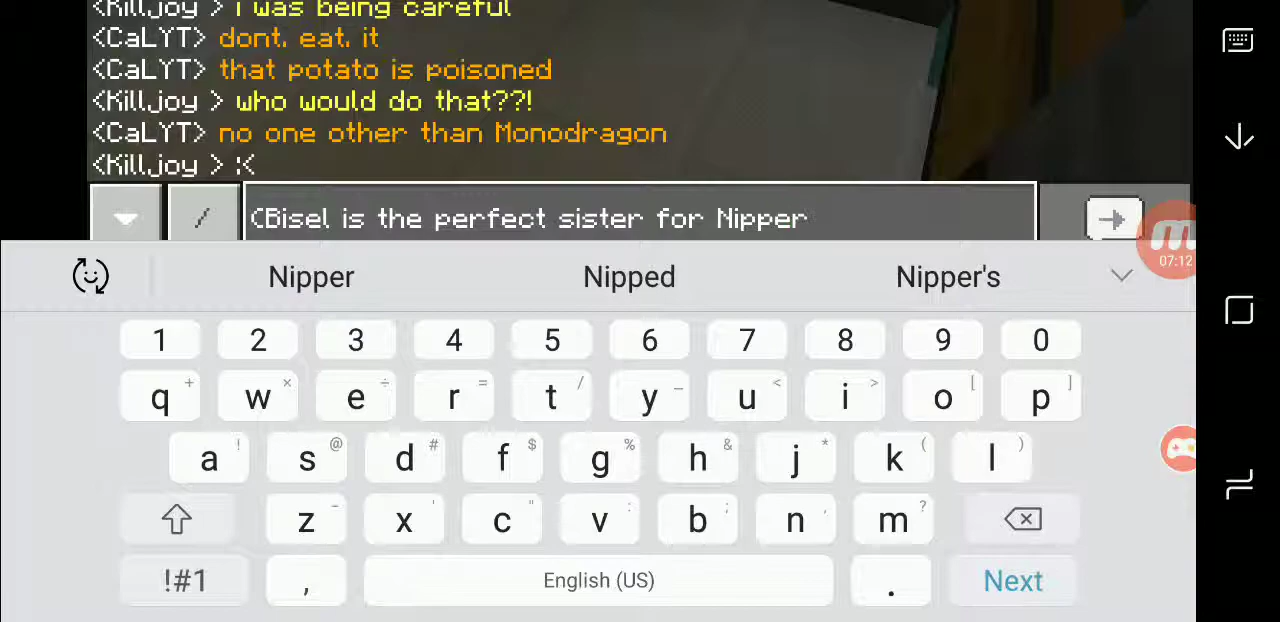 <Killjoy > i was being careful
<CaLYT> dont. eat. it
<CaLYT> that potato is poisoned
<Killjoy > who would do that??!
<CaLYT> no one other than Monodragon
<Killjoy > :<
/ CBisel is the perfect sister for Nipper
07:12
Nipper Nipped Nipper's
1 2 3 4 5 6 7 8 9 0
q + w × e ÷ r = t / y _ u < i > o [ p ]
a ! s @ d # f $ g % h & j * k ( l )
z - x ' c " v : b ; n , m ?
!#1 , English (US) . Next